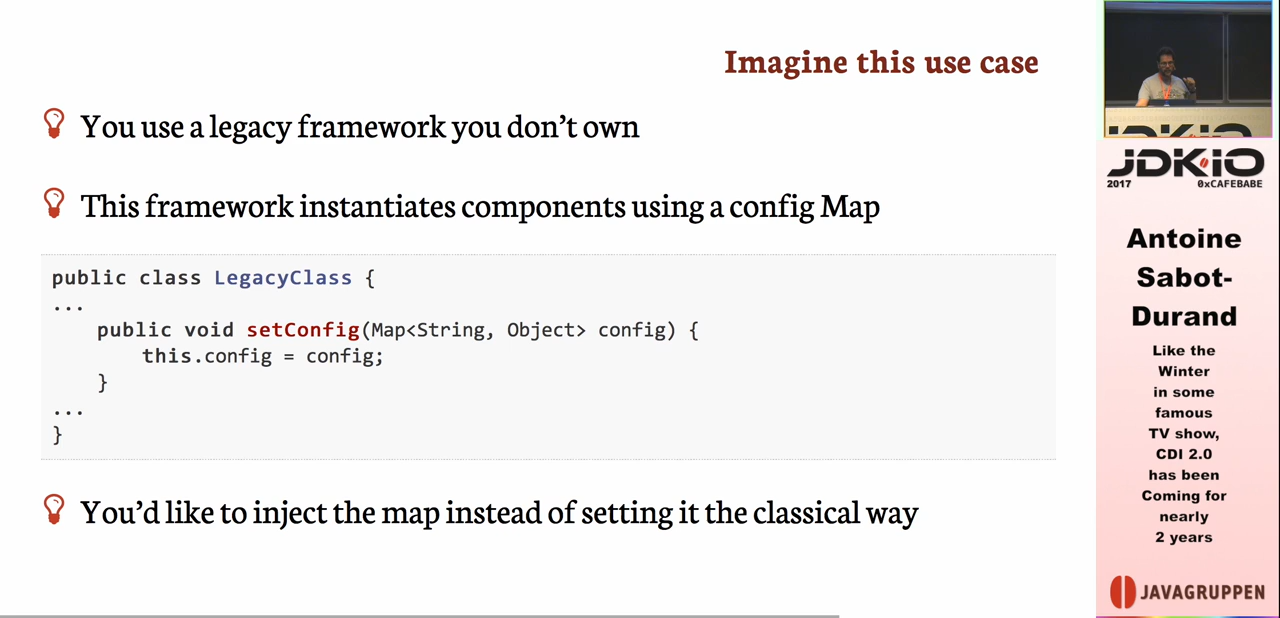 Imagine this use case
You use a legacy framework you don't own
This framework instantiates components using a config Map
public class LegacyClass {
...
public void setConfig(Map<String, Object> config) {
this.config = config;
}
...
}
You'd like to inject the map instead of setting it the classical way
JDK.IO
2017 0xCAFEBABE
Antoine
Sabot-
Durand
Like the
Winter
in some
famous
TV show,
CDI 2.0
has been
Coming for
nearly
2 years
JAVAGRUPPEN